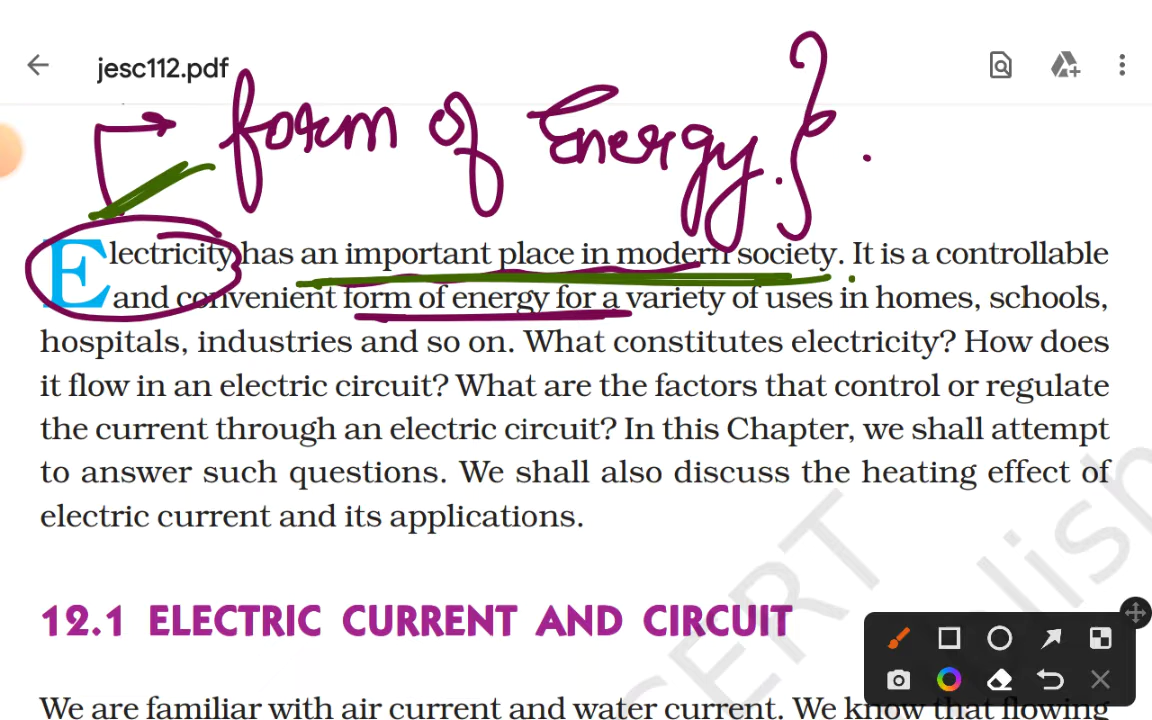 jesc112.pdf
form of Energy.
Electricity has an important place in modern society. It is a controllable
and convenient form of energy for a variety of uses in homes, schools,
hospitals, industries and so on. What constitutes electricity? How does
it flow in an electric circuit? What are the factors that control or regulate
the current through an electric circuit? In this Chapter, we shall attempt
to answer such questions. We shall also discuss the heating effect of
electric current and its applications.
12.1 ELECTRIC CURRENT AND CIRCUIT
We are familiar with air current and water current. We know that flowing